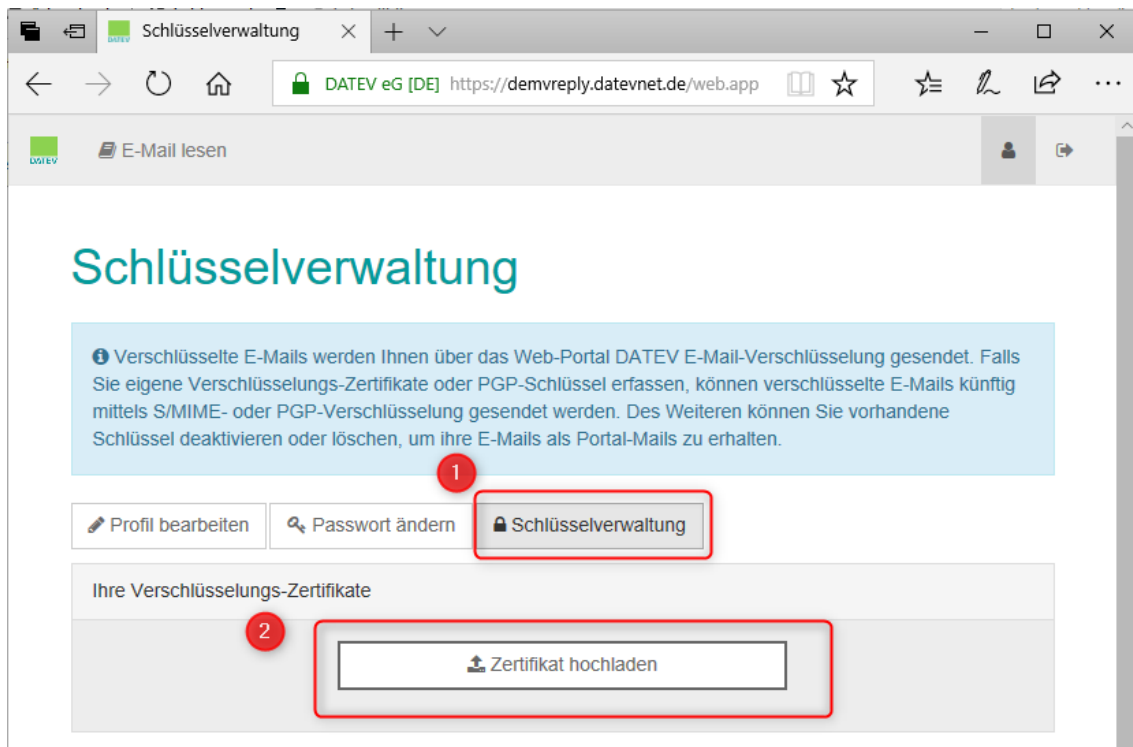 Schlüsselverwaltung
DATEV eG [DE] https://demvreply.datevnet.de/web.app
DATEV E-Mail lesen
Schlüsselverwaltung
Verschlüsselte E-Mails werden Ihnen über das Web-Portal DATEV E-Mail-Verschlüsselung gesendet. Falls
Sie eigene Verschlüsselungs-Zertifikate oder PGP-Schlüssel erfassen, können verschlüsselte E-Mails künftig
mittels S/MIME- oder PGP-Verschlüsselung gesendet werden. Des Weiteren können Sie vorhandene
Schlüssel deaktivieren oder löschen, um ihre E-Mails als Portal-Mails zu erhalten.
1
Profil bearbeiten Passwort ändern Schlüsselverwaltung
Ihre Verschlüsselungs-Zertifikate
2
Zertifikat hochladen